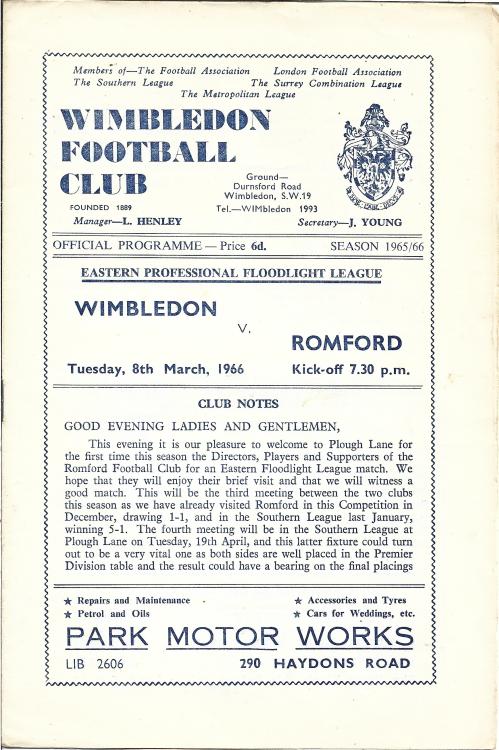 Members of—The Football Association London Football Association
The Southern League The Surrey Combination League
The Metropolitan League
WIMBLEDON
FOOTBALL
CLUB
FOUNDED 1889
Manager—L. HENLEY
Ground—
Durnsford Road
Wimbledon, S.W.19
Tel.—WIMbledon 1993
Secretary—J. YOUNG
OFFICIAL PROGRAMME — Price 6d. SEASON 1965/66
EASTERN PROFESSIONAL FLOODLIGHT LEAGUE
WIMBLEDON
V.
ROMFORD
Tuesday, 8th March, 1966 Kick-off 7.30 p.m.
CLUB NOTES
GOOD EVENING LADIES AND GENTLEMEN,
This evening it is our pleasure to welcome to Plough Lane for
the first time this season the Directors, Players and Supporters of the
Romford Football Club for an Eastern Floodlight League match. We
hope that they will enjoy their brief visit and that we will witness a
good match. This will be the third meeting between the two clubs
this season as we have already visited Romford in this Competition in
December, drawing 1-1, and in the Southern League last January,
winning 5-1. The fourth meeting will be in the Southern League at
Plough Lane on Tuesday, 19th April, and this latter fixture could turn
out to be a very vital one as both sides are well placed in the Premier
Division table and the result could have a bearing on the final placings
★ Repairs and Maintenance ★ Accessories and Tyres
★ Petrol and Oils ★ Cars for Weddings, etc.
PARK MOTOR WORKS
LIB 2606 290 HAYDONS ROAD